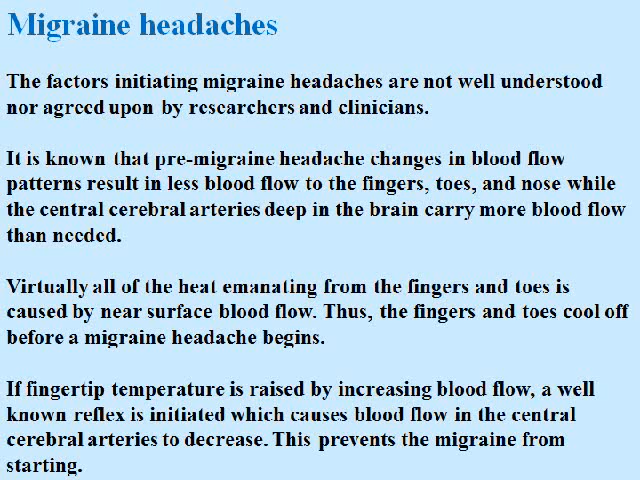 Migraine headaches
The factors initiating migraine headaches are not well understood
nor agreed upon by researchers and clinicians.
It is known that pre-migraine headache changes in blood flow
patterns result in less blood flow to the fingers, toes, and nose while
the central cerebral arteries deep in the brain carry more blood flow
than needed.
Virtually all of the heat emanating from the fingers and toes is
caused by near surface blood flow. Thus, the fingers and toes cool off
before a migraine headache begins.
If fingertip temperature is raised by increasing blood flow, a well
known reflex is initiated which causes blood flow in the central
cerebral arteries to decrease. This prevents the migraine from
starting.